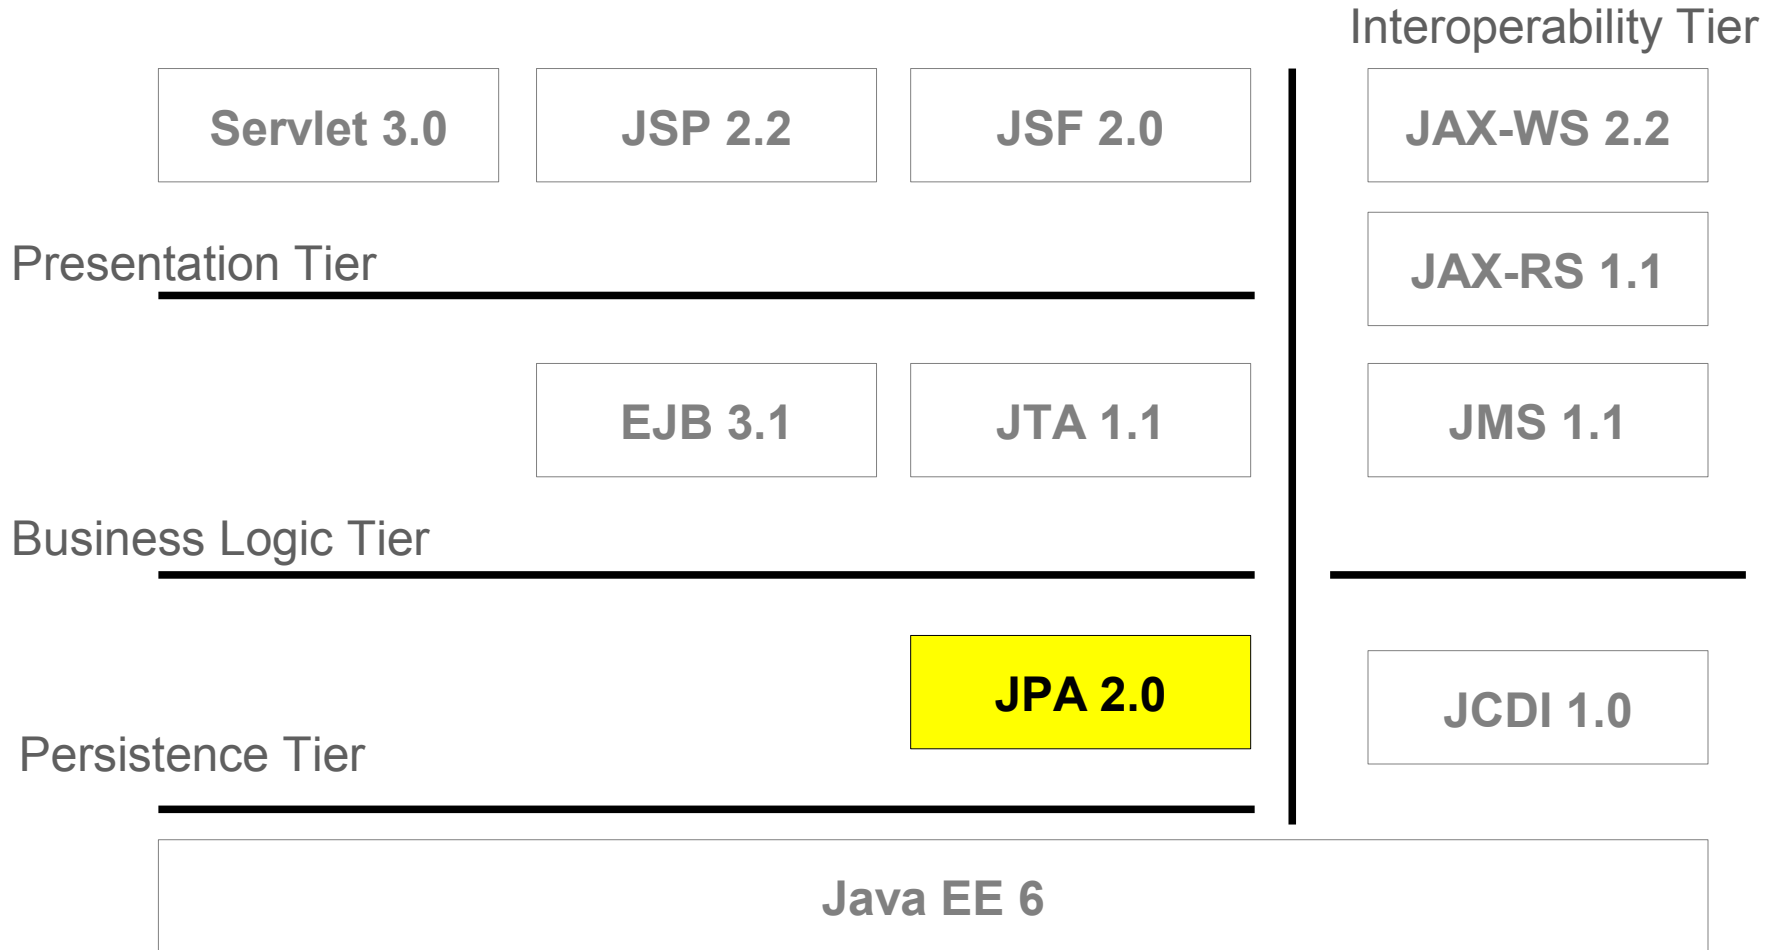 Interoperability Tier
Servlet 3.0
JSP 2.2
JSF 2.0
JAX-WS 2.2
Presentation Tier
JAX-RS 1.1
EJB 3.1
JTA 1.1
JMS 1.1
Business Logic Tier
JPA 2.0
JCDI 1.0
Persistence Tier
Java EE 6